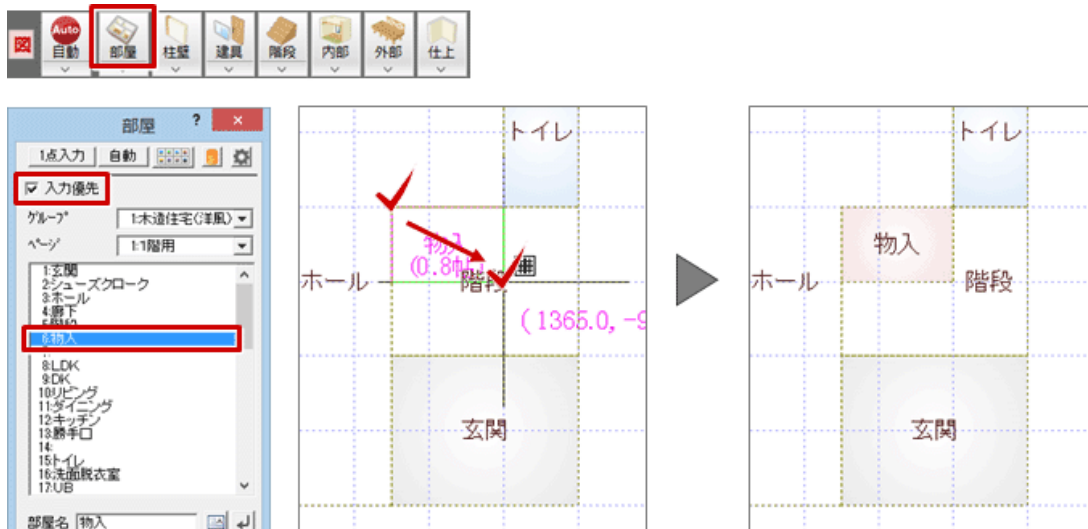 Auto
自動 部屋 柱壁 建具 階段 内部 外部 仕上
部屋 ? ×
1点入力 自動
入力優先
グループ 1:木造住宅(洋風)
ページ 1:1階用
1:玄関
2:シューズクローク
3:ホール
4:廊下
5:階段
6:物入
7:
8:LDK
9:DK
10:リビング
11:ダイニング
12:キッチン
13:勝手口
14:
15:トイレ
16:洗面脱衣室
17:UB
部屋名 物入
トイレ
物入
(0.8帖)
ホール 階段
(1365.0, -9
玄関
トイレ
物入
ホール 階段
玄関